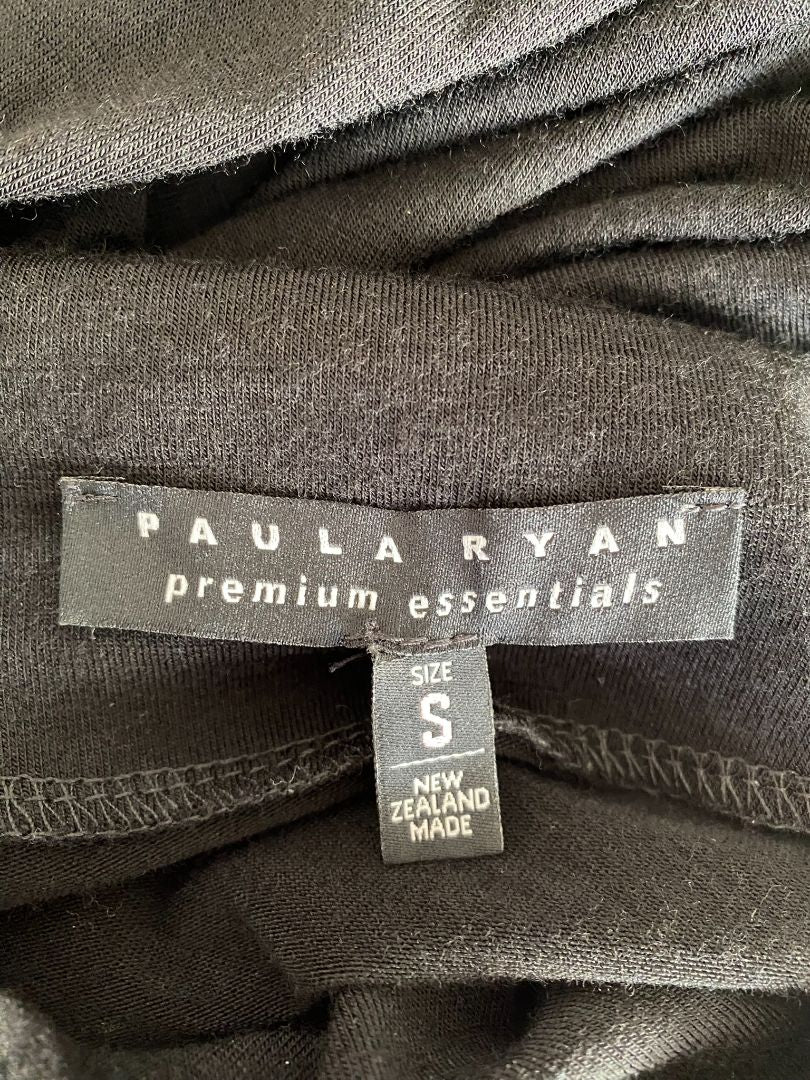 PAULA RYAN
premium essentials
SIZE
S
NEW
ZEALAND
MADE